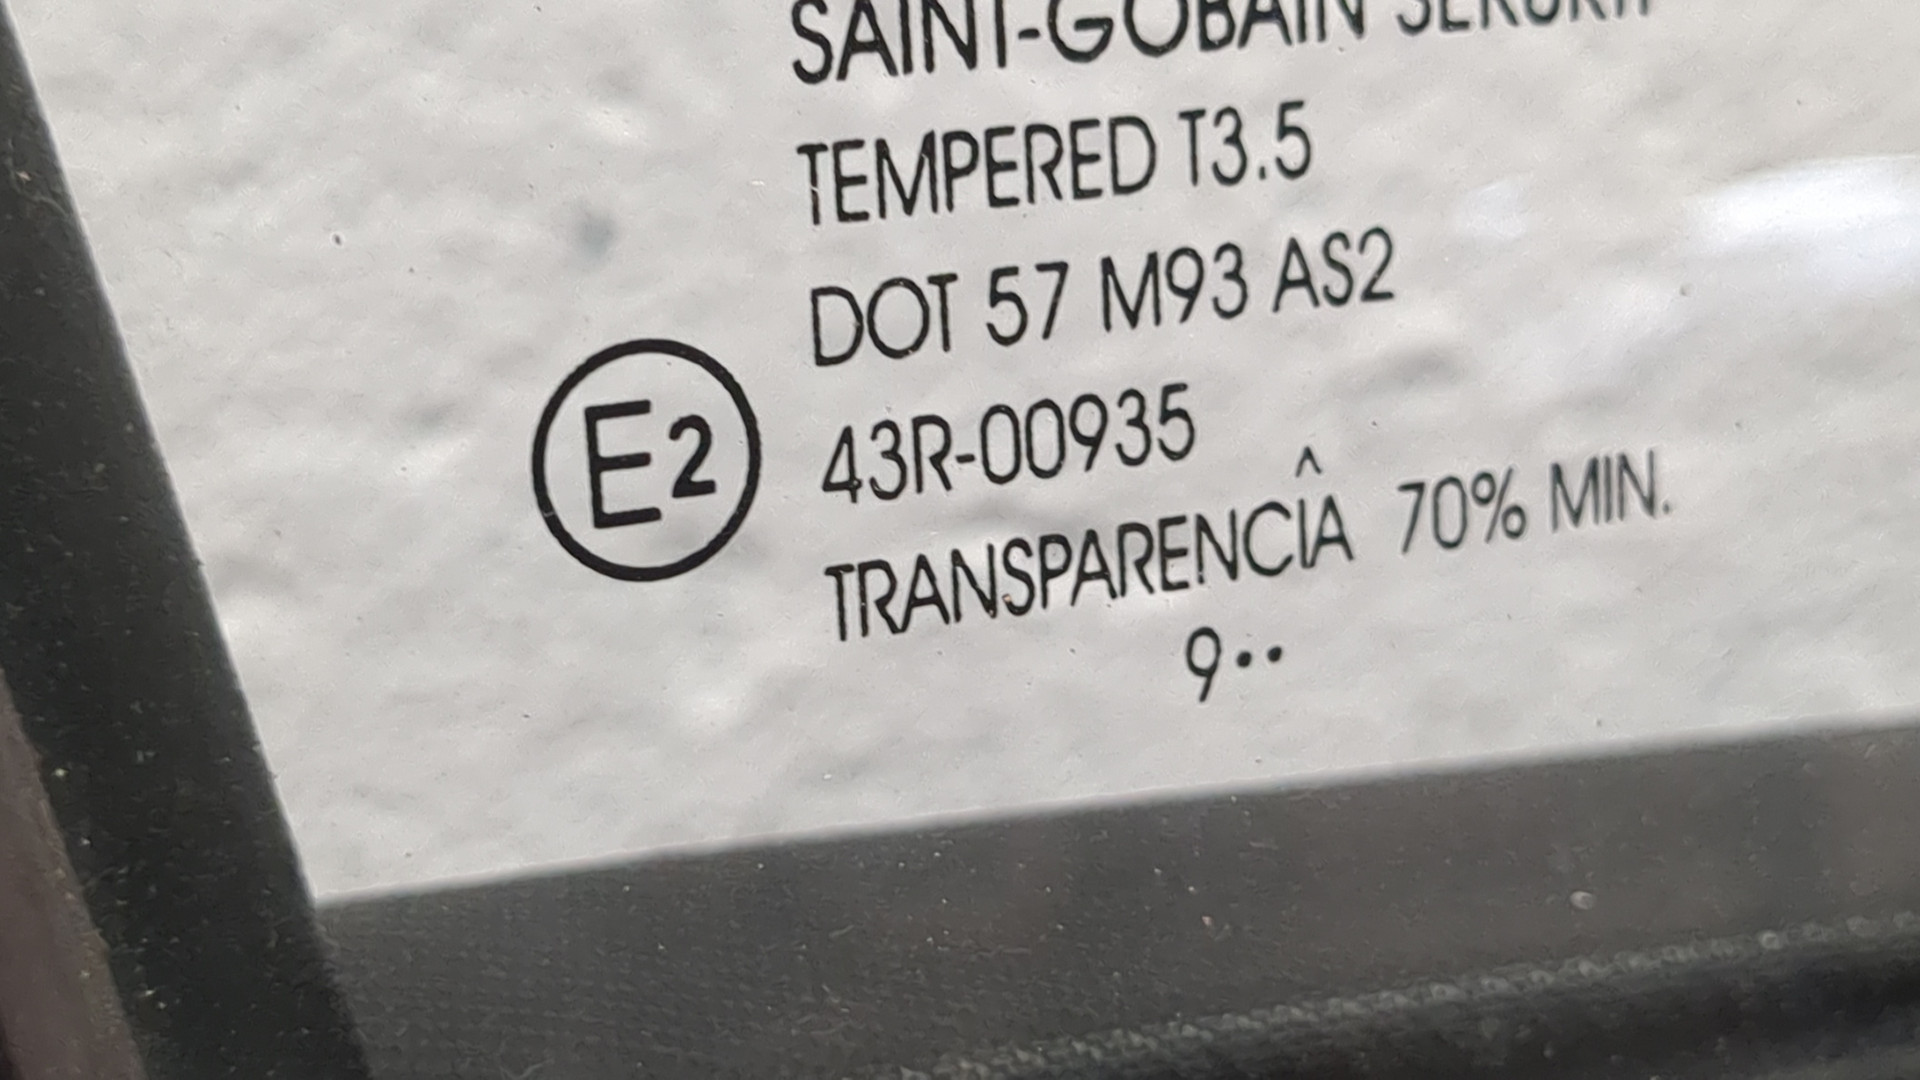 SAINT-GOBAIN SEKURIT
TEMPERED T3.5
DOT 57 M93 AS2
E2
43R-00935
TRANSPARENCIÂ 70% MIN.
9··